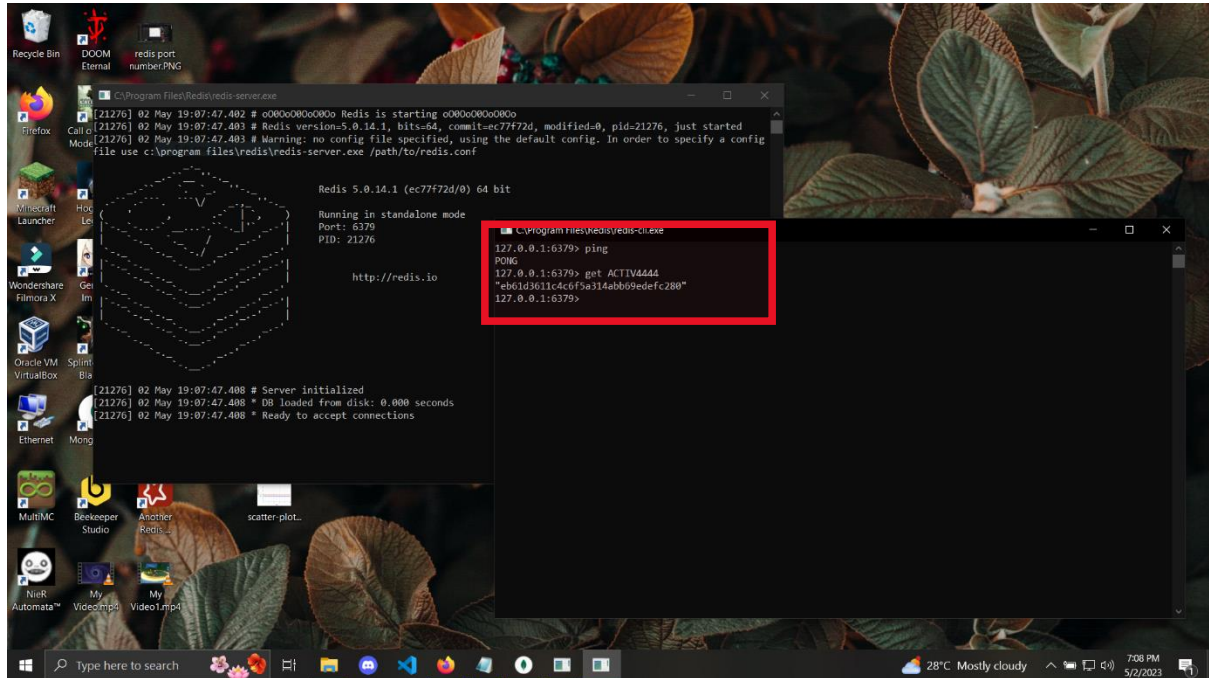 Recycle Bin
DOOM Eternal
redis port number.PNG
Firefox
Call o
Mode
Minecraft Launcher
Hog
Le
Wondershare Filmora X
Ge
Im
Oracle VM VirtualBox
Splint
Bla
Ethernet
Mong
MultiMC
Beekeeper Studio
Another Redis ...
scatter-plot...
NieR Automata™
My Video.mp4
My Video1.mp4
C:\Program Files\Redis\redis-server.exe
[21276] 02 May 19:07:47.402 # oO0OoO0OoO0Oo Redis is starting oO0OoO0OoO0Oo
[21276] 02 May 19:07:47.403 # Redis version=5.0.14.1, bits=64, commit=ec77f72d, modified=0, pid=21276, just started
[21276] 02 May 19:07:47.403 # Warning: no config file specified, using the default config. In order to specify a config
file use c:\program files\redis\redis-server.exe /path/to/redis.conf
Redis 5.0.14.1 (ec77f72d/0) 64 bit
Running in standalone mode
Port: 6379
PID: 21276
http://redis.io
[21276] 02 May 19:07:47.408 # Server initialized
[21276] 02 May 19:07:47.408 * DB loaded from disk: 0.000 seconds
[21276] 02 May 19:07:47.408 * Ready to accept connections
C:\Program Files\Redis\redis-cli.exe
127.0.0.1:6379> ping
PONG
127.0.0.1:6379> get ACTIV4444
"eb61d3611c4c6f5a314abb69edefc280"
127.0.0.1:6379>
Type here to search
28°C Mostly cloudy
7:08 PM
5/2/2023